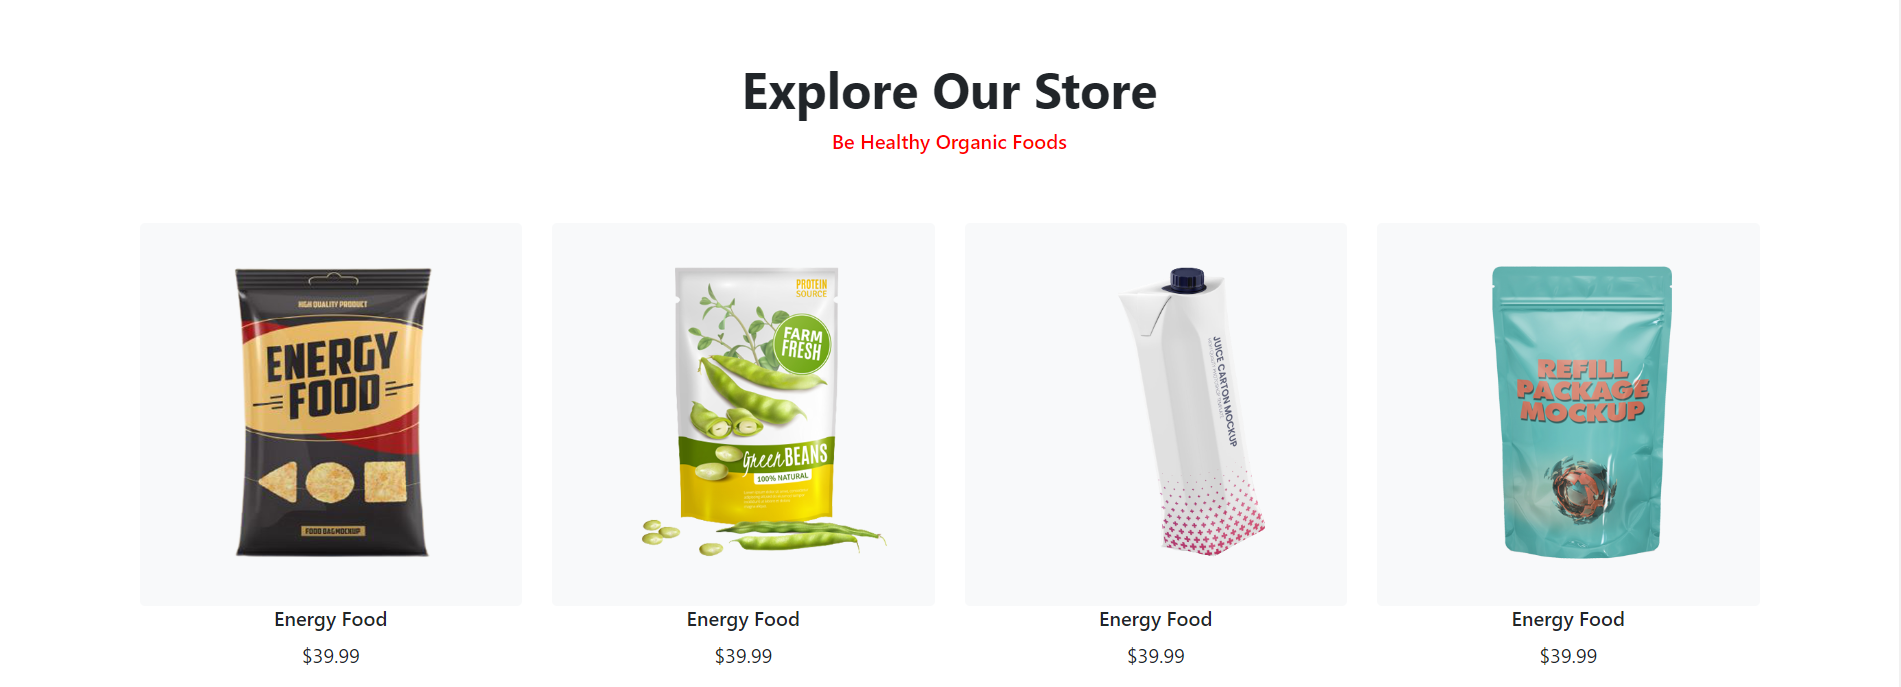 Explore Our Store
Be Healthy Organic Foods
HIGH QUALITY PRODUCT
ENERGY
FOOD
FOOD BAG MOCKUP
PROTEIN
SOURCE
FARM
FRESH
green BEANS
100% NATURAL
JUICE CARTON MOCKUP
REFILL
PACKAGE
MOCKUP
Energy Food
Energy Food
Energy Food
Energy Food
$39.99
$39.99
$39.99
$39.99